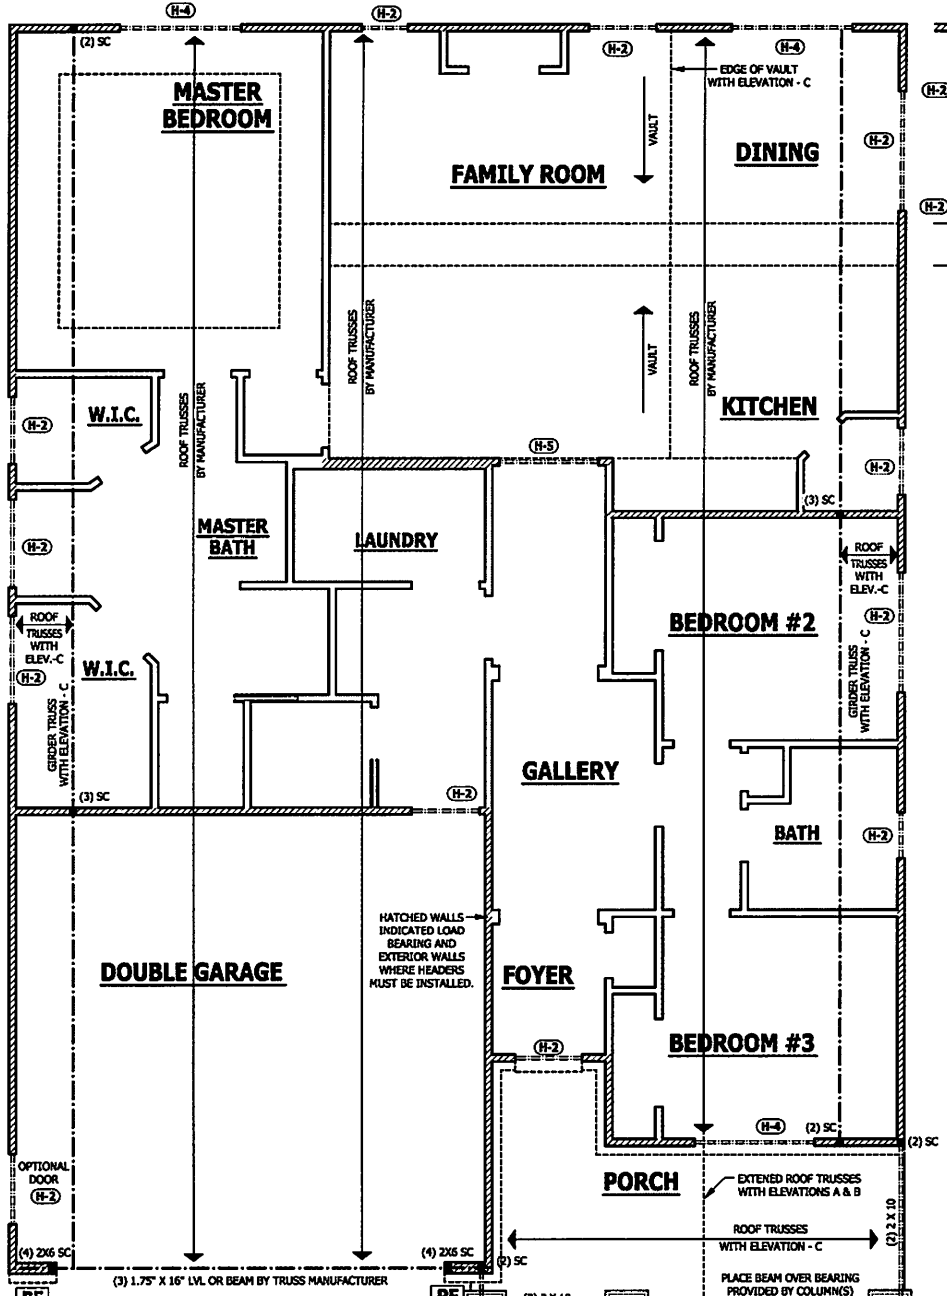 H-4
H-2
(2) SC
H-2
H-4
EDGE OF VAULT
WITH ELEVATION - C
H-2
MASTER
BEDROOM
VAULT
H-2
DINING
FAMILY ROOM
H-2
ROOF TRUSSES
BY MANUFACTURER
ROOF TRUSSES
BY MANUFACTURER
VAULT
ROOF TRUSSES
BY MANUFACTURER
W.I.C.
KITCHEN
H-2
H-5
H-2
(3) SC
MASTER
BATH
LAUNDRY
H-2
ROOF
TRUSSES
WITH
ELEV.-C
ROOF
TRUSSES
WITH
ELEV.-C
H-2
BEDROOM #2
W.I.C.
H-2
GIRDER TRUSS
WITH ELEVATION - C
GIRDER TRUSS
WITH ELEVATION - C
GALLERY
(3) SC
H-2
BATH
H-2
HATCHED WALLS
INDICATED LOAD
BEARING AND
EXTERIOR WALLS
WHERE HEADERS
MUST BE INSTALLED.
DOUBLE GARAGE
FOYER
H-2
BEDROOM #3
H-4
(2) SC
(2) SC
OPTIONAL
DOOR
H-2
PORCH
EXTENED ROOF TRUSSES
WITH ELEVATIONS A & B
(2) 2 X 10
ROOF TRUSSES
WITH ELEVATION - C
(4) 2X6 SC
(4) 2X6 SC
(2) SC
(3) 1.75" X 16" LVL OR BEAM BY TRUSS MANUFACTURER
PLACE BEAM OVER BEARING
PROVIDED BY COLUMN(S)